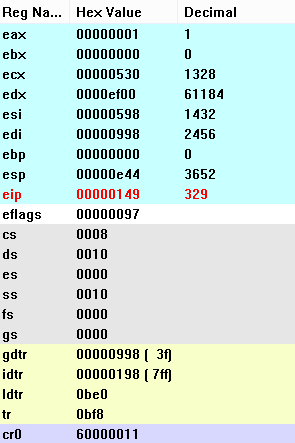 Reg Na... Hex Value Decimal
eax 00000001 1
ebx 00000000 0
ecx 00000530 1328
edx 0000ef00 61184
esi 00000598 1432
edi 00000998 2456
ebp 00000000 0
esp 00000e44 3652
eip 00000149 329
eflags 00000097
cs 0008
ds 0010
es 0000
ss 0010
fs 0000
gs 0000
gdtr 00000998 ( 3f)
idtr 00000198 ( 7ff)
ldtr 0be0
tr 0bf8
cr0 60000011